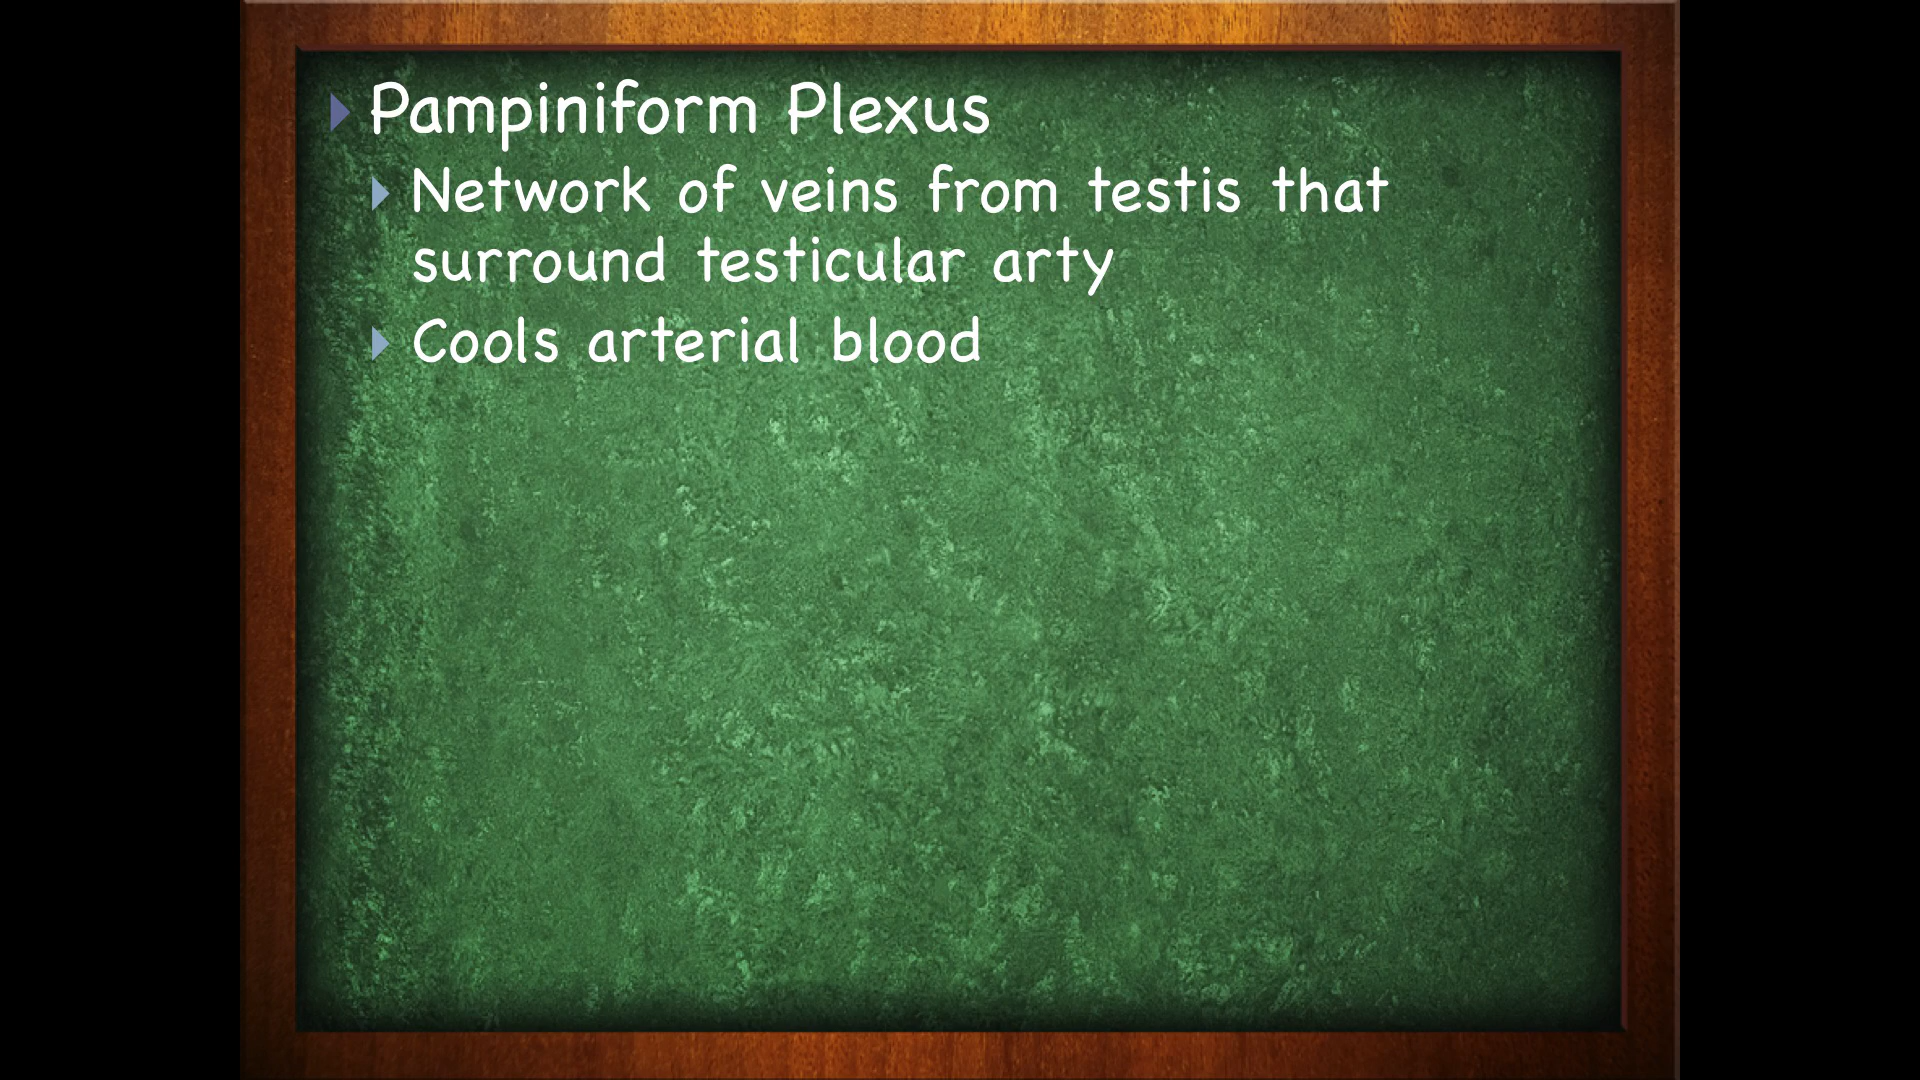 Pampiniform Plexus
Network of veins from testis that
surround testicular arty
Cools arterial blood